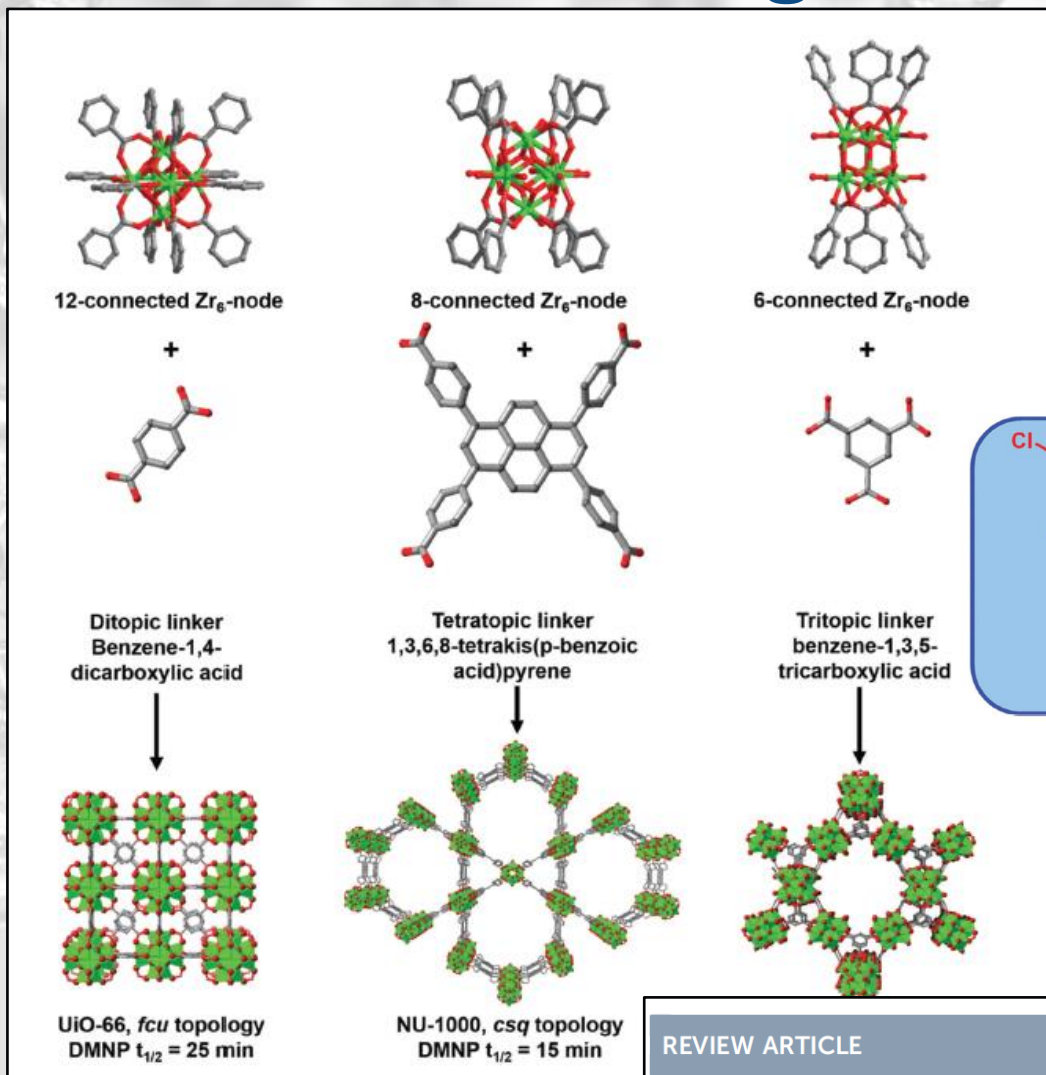 12-connected Zr₆-node
8-connected Zr₆-node
6-connected Zr₆-node
+
+
+
Ditopic linker
Benzene-1,4-
dicarboxylic acid
Tetratopic linker
1,3,6,8-tetrakis(p-benzoic
acid)pyrene
Tritopic linker
benzene-1,3,5-
tricarboxylic acid
Cl
UiO-66, fcu topology
DMNP t₁/₂ = 25 min
NU-1000, csq topology
DMNP t₁/₂ = 15 min
REVIEW ARTICLE